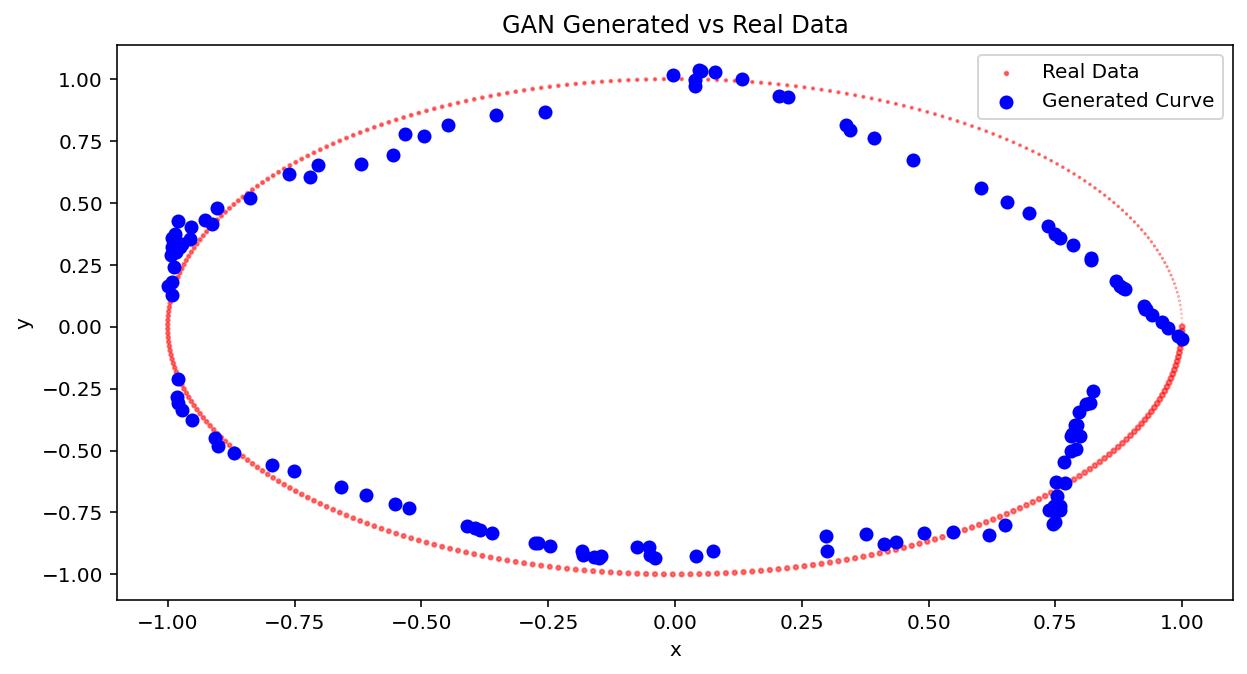 GAN Generated vs Real Data
Real Data
Generated Curve
1.00
0.75
0.50
0.25
0.00
−0.25
−0.50
−0.75
−1.00
y
−1.00 −0.75 −0.50 −0.25 0.00 0.25 0.50 0.75 1.00
x